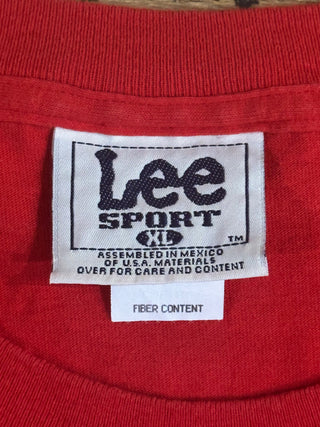 Lee
SPORT
XL
TM
ASSEMBLED IN MEXICO
OF U.S.A. MATERIALS
OVER FOR CARE AND CONTENT
FIBER CONTENT